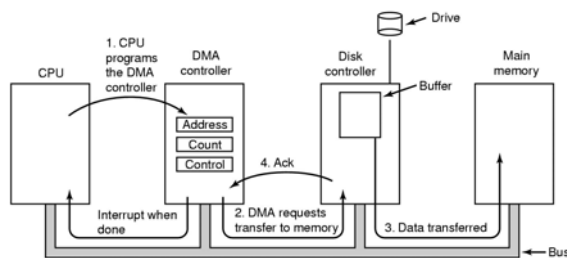 Drive
1. CPU
programs
the DMA
controller
CPU
DMA
controller
Disk
controller
Main
memory
Buffer
Address
Count
Control
4. Ack
Interrupt when
done
2. DMA requests
transfer to memory
3. Data transferred
Bus